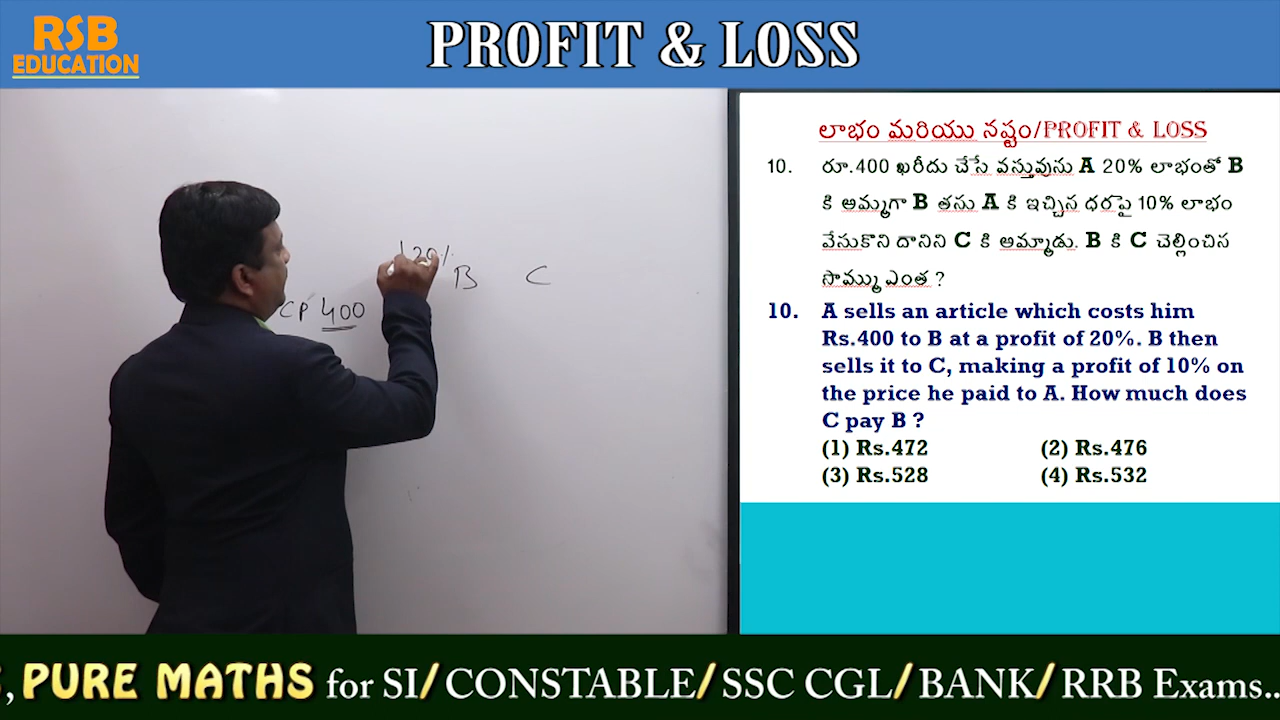 RSB
EDUCATION
PROFIT & LOSS
లాభం మరియు నష్టం/PROFIT & LOSS
10. రూ.400 ఖరీదు చేసే వస్తువును A 20% లాభంతో B
కి అమ్మగా B తను A కి ఇచ్చిన ధరపై 10% లాభం
వేసుకొని దానిని C కి అమ్మాడు. B కి C చెల్లించిన
సొమ్ము ఎంత ?
10. A sells an article which costs him
Rs.400 to B at a profit of 20%. B then
sells it to C, making a profit of 10% on
the price he paid to A. How much does
C pay B ?
(1) Rs.472 (2) Rs.476
(3) Rs.528 (4) Rs.532
120%
B C
CP 400
, PURE MATHS for SI/CONSTABLE/SSC CGL/BANK/RRB Exams..